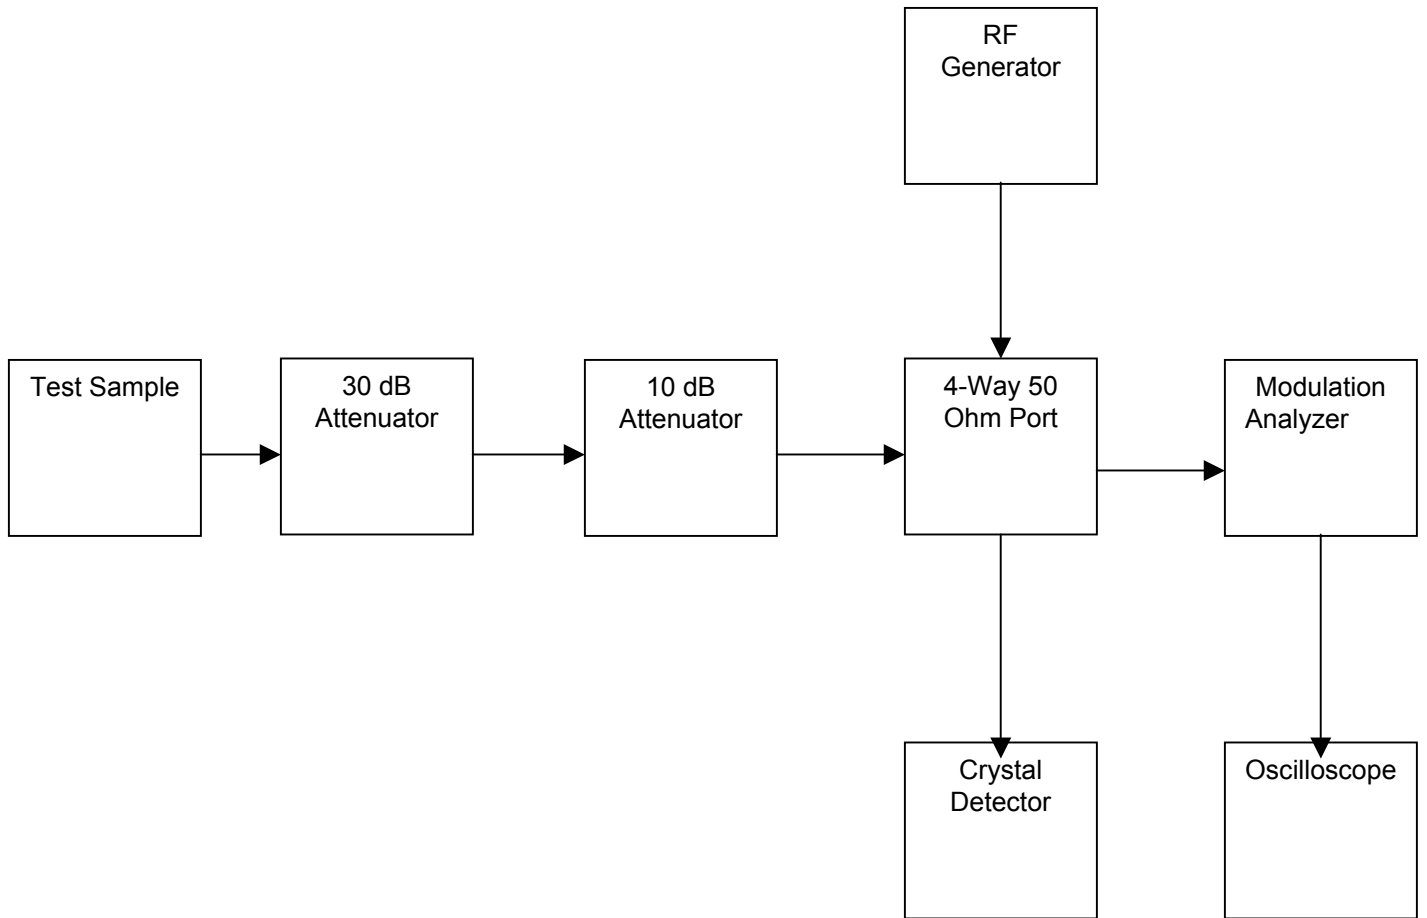 RF
Generator
Test Sample
30 dB
Attenuator
10 dB
Attenuator
4-Way 50
Ohm Port
Modulation
Analyzer
Crystal
Detector
Oscilloscope